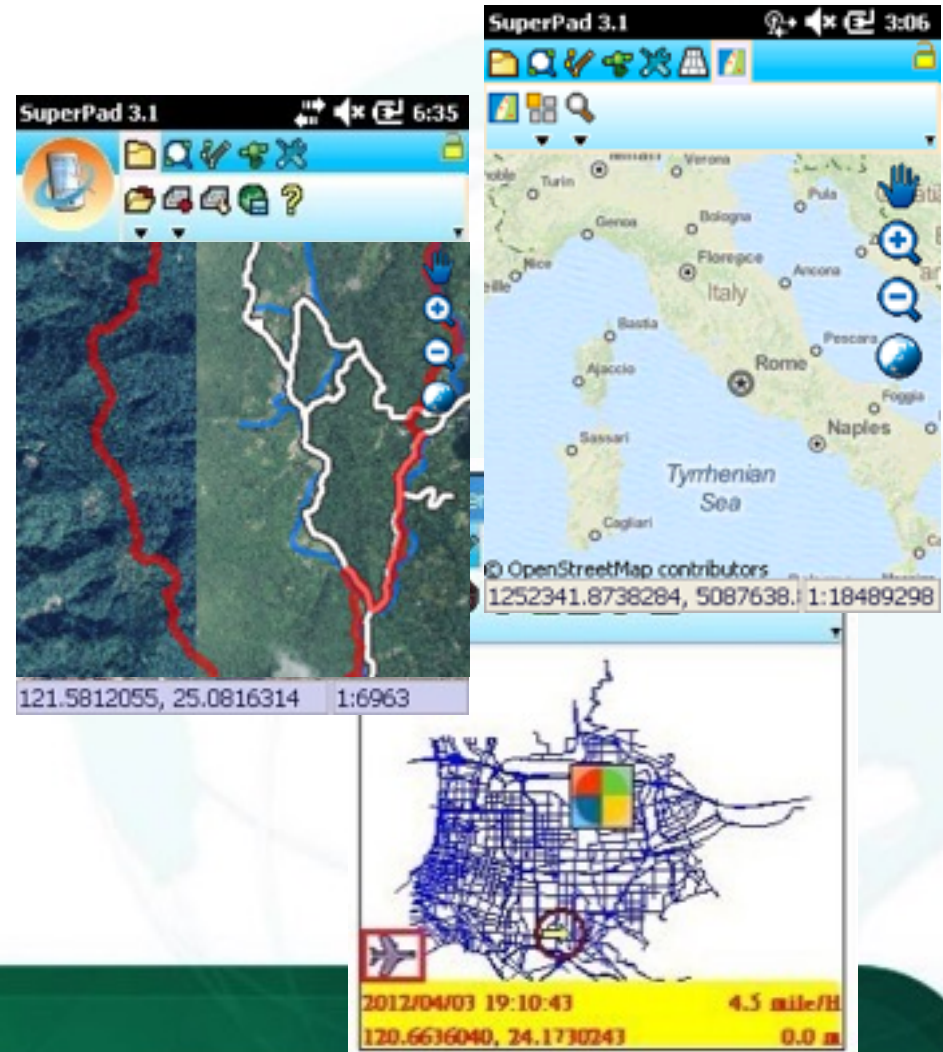 SuperPad 3.1 3:06
SuperPad 3.1 6:35
Verona
Turin
Pula
Genoa
Bologna
Nice
Florence
Ancona
Italy
Bastia
Pescara
Ajaccio
Rome
Foggia
Naples
Sassari
Tyrrhenian
Sea
Cagliari
© OpenStreetMap contributors
1252341.8738284, 5087638. 1:18489298
121.5812055, 25.0816314 1:6963
2012/04/03 19:10:43 4.5 mile/H
120.6636040, 24.1730243 0.0 m